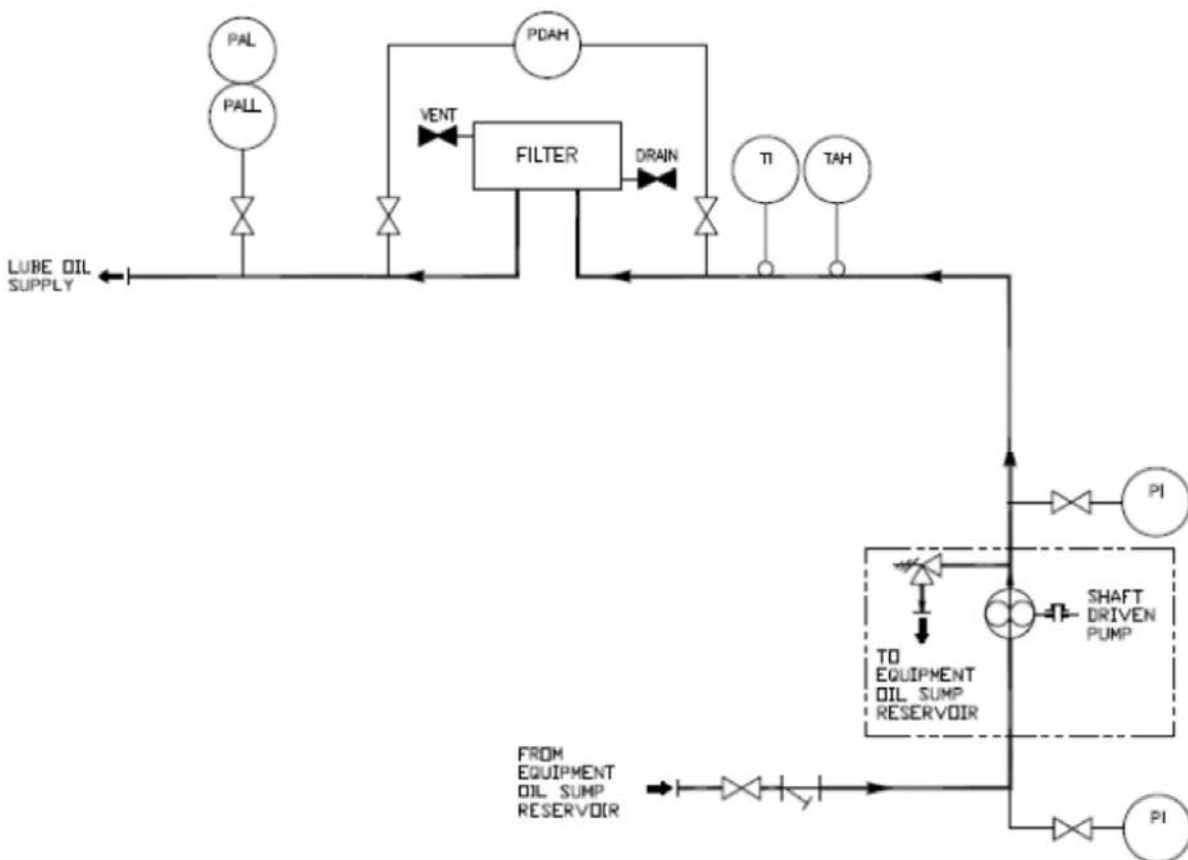 PAL
PDAH
PALL
VENT
FILTER
DRAIN
TI
TAH
LUBE OIL
SUPPLY
PI
SHAFT
DRIVEN
PUMP
TO
EQUIPMENT
OIL SUMP
RESERVOIR
FROM
EQUIPMENT
OIL SUMP
RESERVOIR
PI